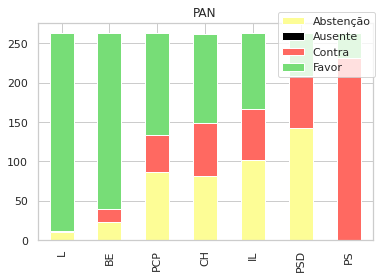 PAN
Abstenção
Ausente
Contra
Favor
250
200
150
100
50
0
L
BE
PCP
CH
IL
PSD
PS